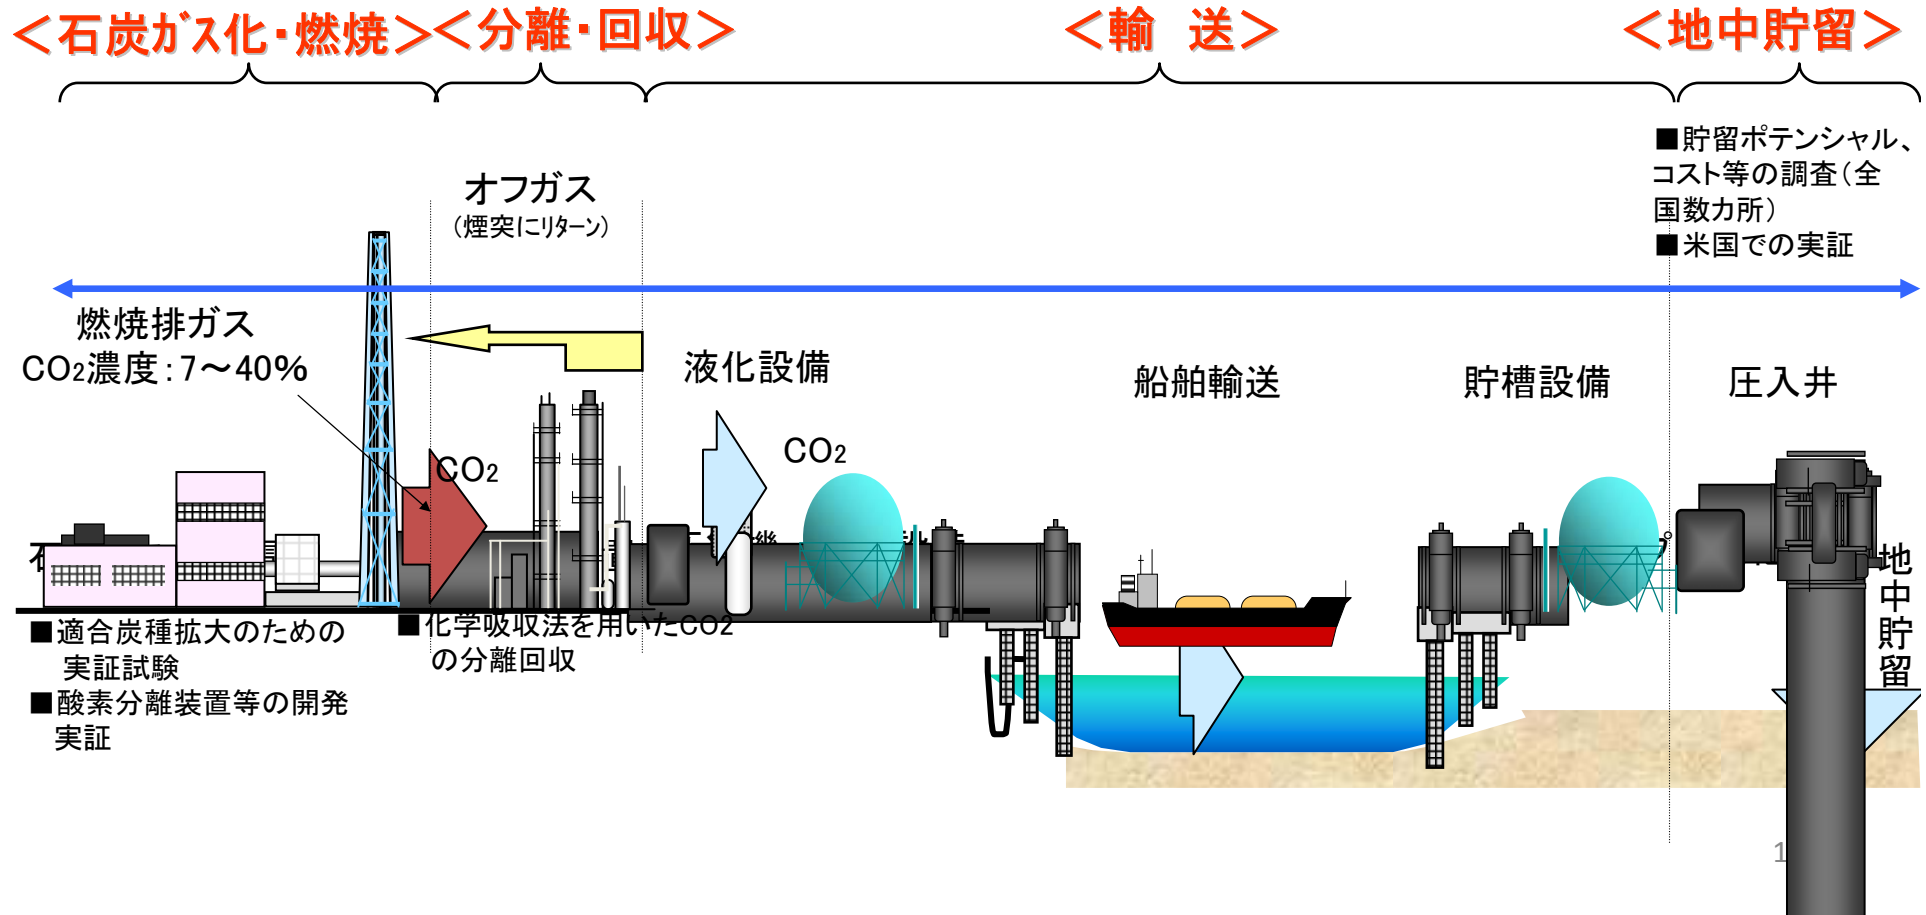 ＜石炭ガス化・燃焼＞
＜分離・回収＞
＜輸　送＞
＜地中貯留＞
■貯留ポテンシャル、
コスト等の調査（全
国数カ所）
■米国での実証
オフガス
（煙突にリターン）
燃焼排ガス
CO2濃度：7～40%
液化設備
船舶輸送
貯槽設備
圧入井
CO2
CO2
地中貯留
■適合炭種拡大のための
実証試験
■酸素分離装置等の開発
実証
■化学吸収法を用いたCO2
の分離回収
1